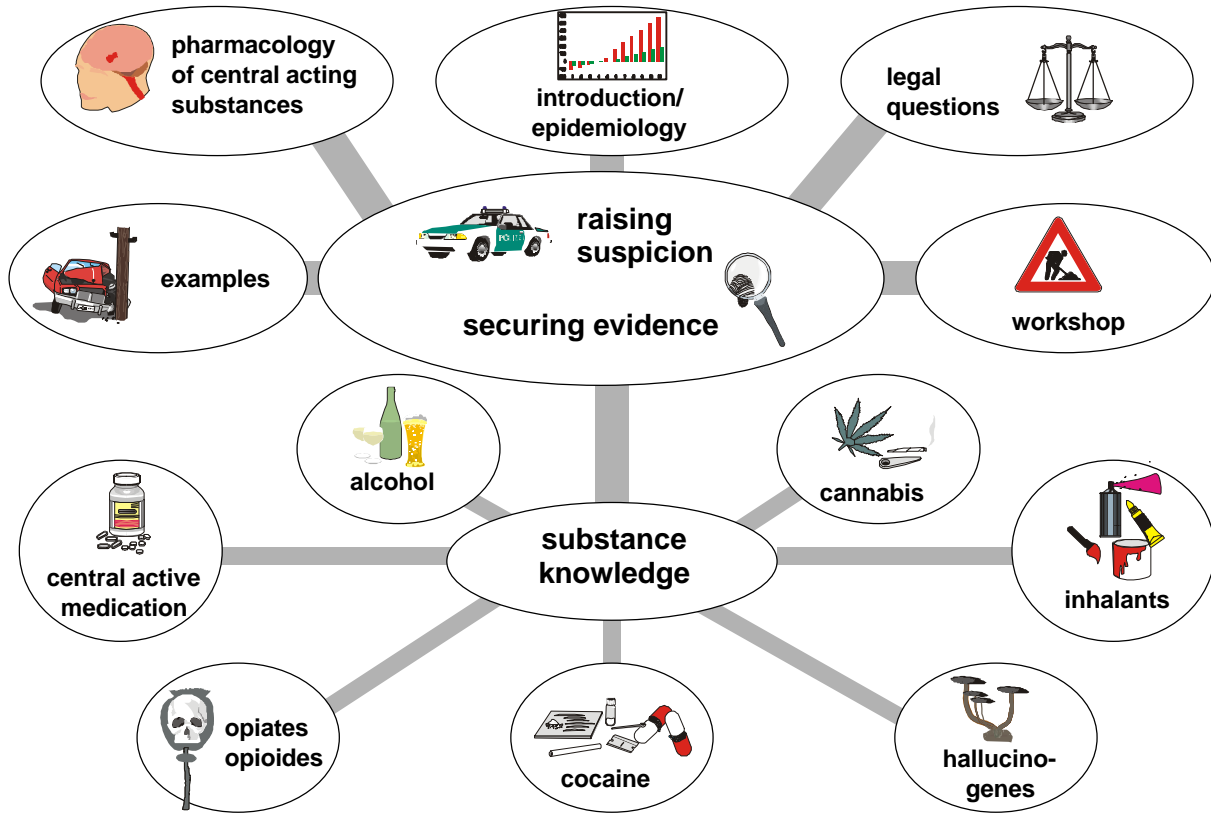 pharmacology
of central acting
substances
introduction/
epidemiology
legal
questions
examples
raising
suspicion
securing evidence
workshop
alcohol
cannabis
central active
medication
substance
knowledge
inhalants
opiates
opioides
cocaine
hallucino-
genes